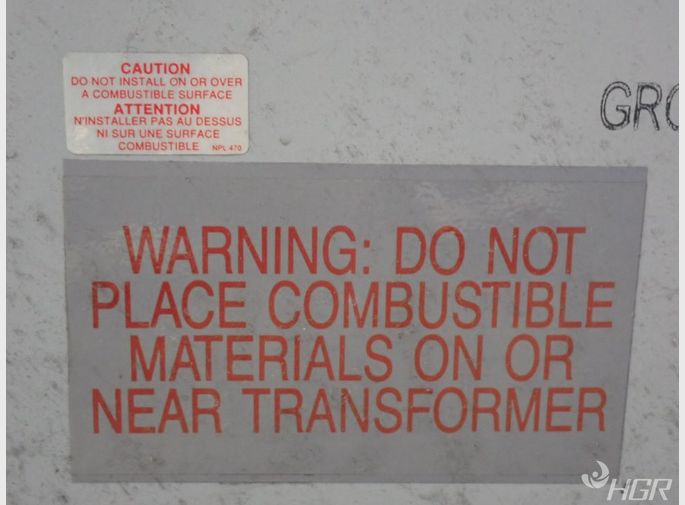 CAUTION
DO NOT INSTALL ON OR OVER
A COMBUSTIBLE SURFACE
ATTENTION
N'INSTALLER PAS AU DESSUS
NI SUR UNE SURFACE
COMBUSTIBLE NPL 470
GRO
WARNING: DO NOT
PLACE COMBUSTIBLE
MATERIALS ON OR
NEAR TRANSFORMER
HGR